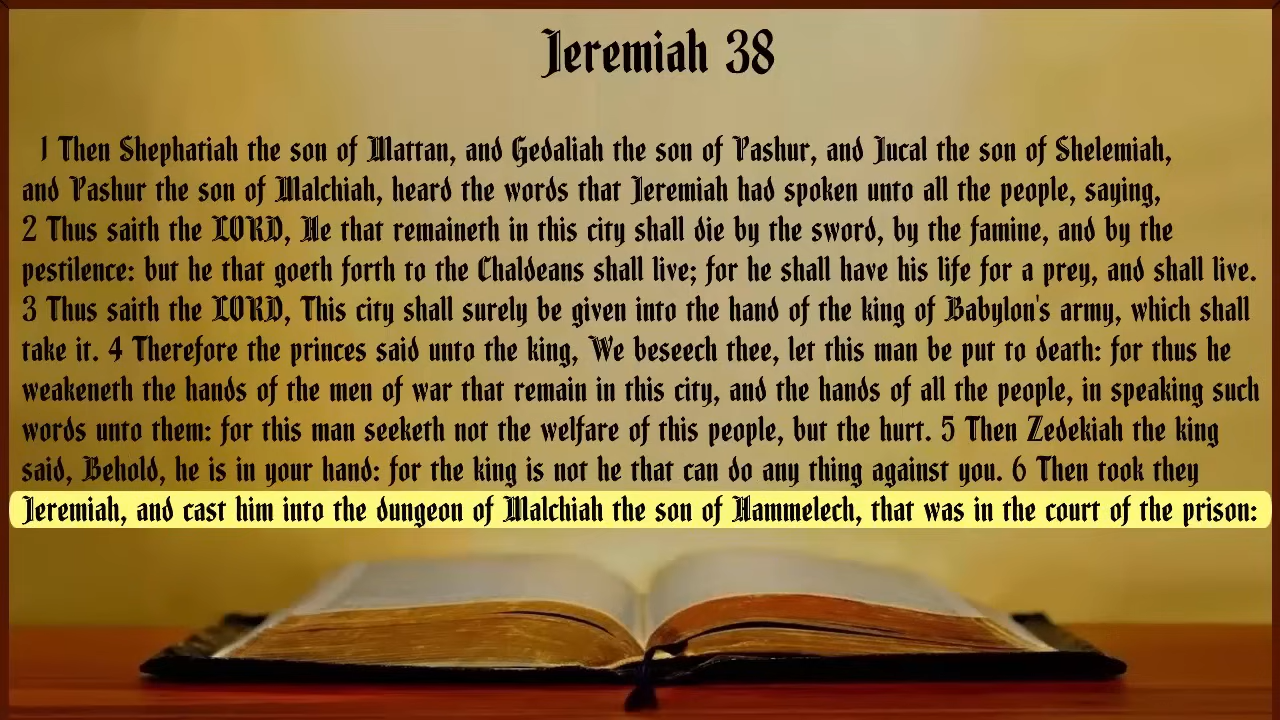 Jeremiah 38
1 Then Shephatiah the son of Mattan, and Gedaliah the son of Pashur, and Jucal the son of Shelemiah,
and Pashur the son of Malchiah, heard the words that Jeremiah had spoken unto all the people, saying,
2 Thus saith the LORD, He that remaineth in this city shall die by the sword, by the famine, and by the
pestilence: but he that goeth forth to the Chaldeans shall live; for he shall have his life for a prey, and shall live.
3 Thus saith the LORD, This city shall surely be given into the hand of the king of Babylon's army, which shall
take it. 4 Therefore the princes said unto the king, We beseech thee, let this man be put to death: for thus he
weakeneth the hands of the men of war that remain in this city, and the hands of all the people, in speaking such
words unto them: for this man seeketh not the welfare of this people, but the hurt. 5 Then Zedekiah the king
said, Behold, he is in your hand: for the king is not he that can do any thing against you. 6 Then took they
Jeremiah, and cast him into the dungeon of Malchiah the son of Hammelech, that was in the court of the prison: